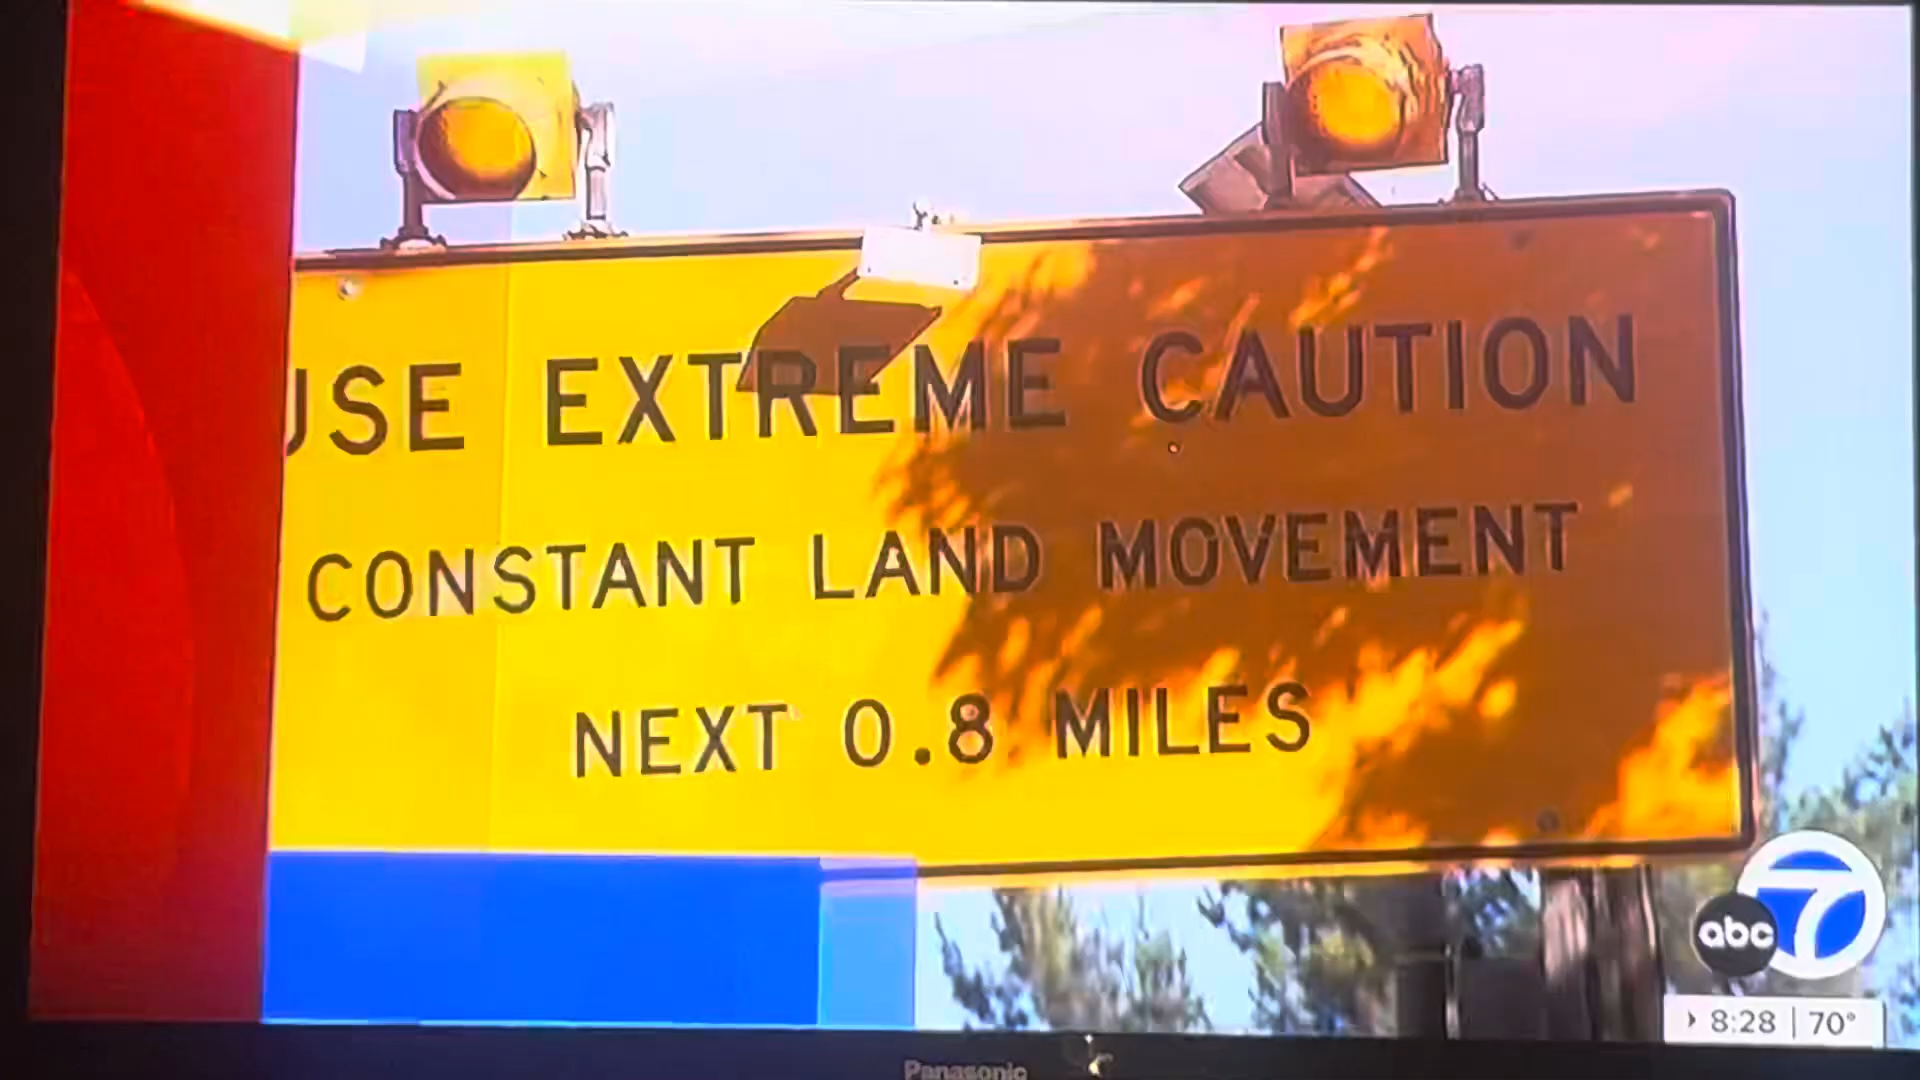 USE EXTREME CAUTION
CONSTANT LAND MOVEMENT
NEXT 0.8 MILES
abc 7
8:28 | 70°
Panasonic